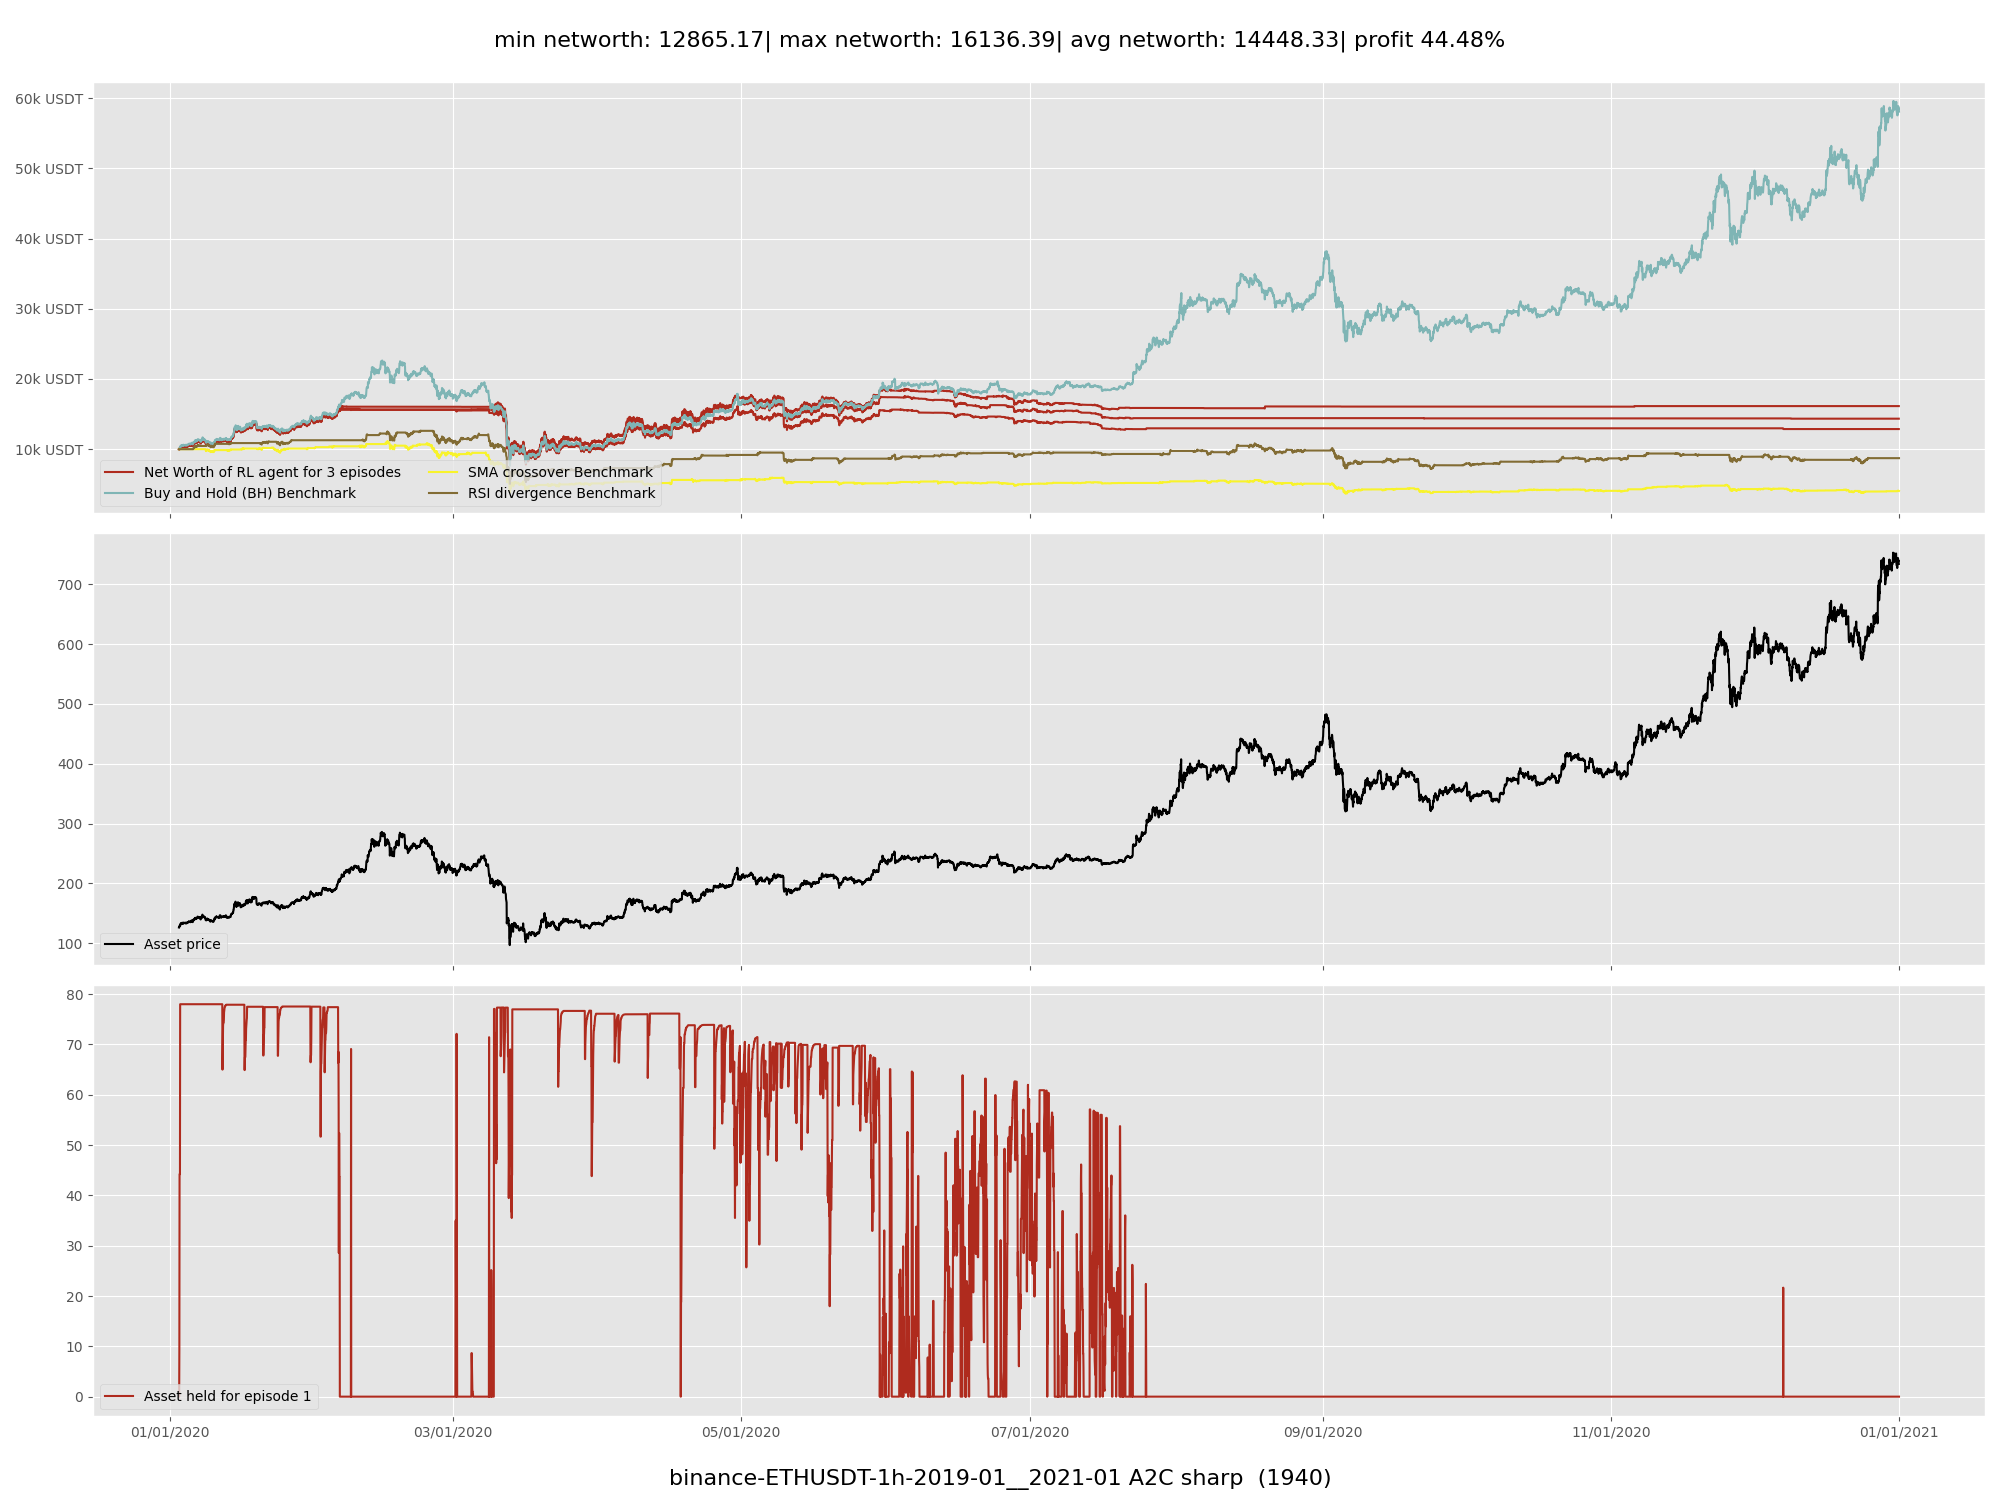 min networth: 12865.17| max networth: 16136.39| avg networth: 14448.33| profit 44.48%
60k USDT
50k USDT
40k USDT
30k USDT
20k USDT
10k USDT
Net Worth of RL agent for 3 episodes
Buy and Hold (BH) Benchmark
SMA crossover Benchmark
RSI divergence Benchmark
700
600
500
400
300
200
100
Asset price
80
70
60
50
40
30
20
10
0
Asset held for episode 1
01/01/2020 03/01/2020 05/01/2020 07/01/2020 09/01/2020 11/01/2020 01/01/2021
binance-ETHUSDT-1h-2019-01__2021-01 A2C sharp (1940)